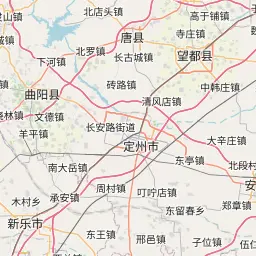 北店头镇
高于铺镇
唐县
寺庄镇
北罗镇
长古城镇
望都县
下河镇
砖路镇
中韩庄镇
曲阳县
清风店镇
文德镇
羊平镇
长安路街道
大辛庄镇
定州市
南大岳镇
东亭镇
北段村
承安镇
周村镇
叮咛店镇
木村乡
东留春乡
郑章镇
新乐市
东王镇
邢邑镇
子位镇